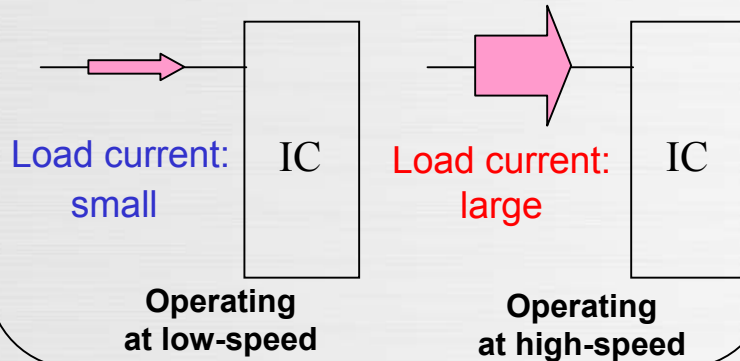 Load current:
small
IC
Operating
at low-speed
Load current:
large
IC
Operating
at high-speed